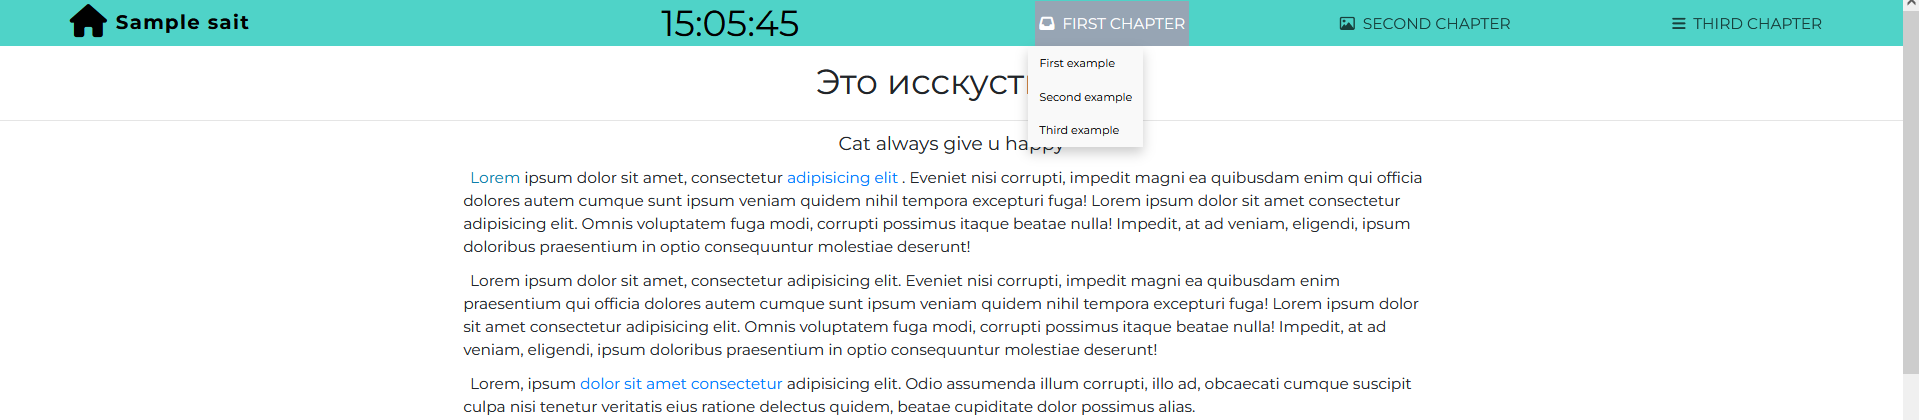 Sample sait
15:05:45
FIRST CHAPTER
SECOND CHAPTER
THIRD CHAPTER
First example
Second example
Third example
Это
Cat always give u happy
Lorem ipsum dolor sit amet, consectetur adipisicing elit . Eveniet nisi corrupti, impedit magni ea quibusdam enim qui officia
dolores autem cumque sunt ipsum veniam quidem nihil tempora excepturi fuga! Lorem ipsum dolor sit amet consectetur
adipisicing elit. Omnis voluptatem fuga modi, corrupti possimus itaque beatae nulla! Impedit, at ad veniam, eligendi, ipsum
doloribus praesentium in optio consequuntur molestiae deserunt!
Lorem ipsum dolor sit amet, consectetur adipisicing elit. Eveniet nisi corrupti, impedit magni ea quibusdam enim
praesentium qui officia dolores autem cumque sunt ipsum veniam quidem nihil tempora excepturi fuga! Lorem ipsum dolor
sit amet consectetur adipisicing elit. Omnis voluptatem fuga modi, corrupti possimus itaque beatae nulla! Impedit, at ad
veniam, eligendi, ipsum doloribus praesentium in optio consequuntur molestiae deserunt!
Lorem, ipsum dolor sit amet consectetur adipisicing elit. Odio assumenda illum corrupti, illo ad, obcaecati cumque suscipit
culpa nisi tenetur veritatis eius ratione delectus quidem, beatae cupiditate dolor possimus alias.